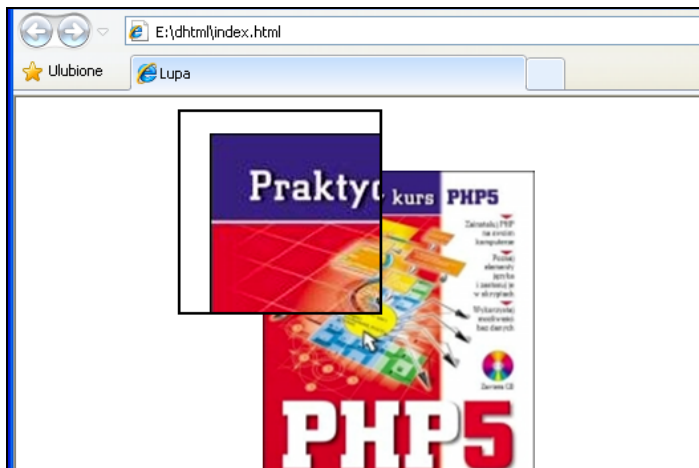 E:\dhtml\index.html
Ulubione
Lupa
Praktyc
kurs PHP5
Zainstaluj PHP
na swoim
komputerze
Poznaj
elementy
języka
i zastosuj je
w skryptach
Wykorzystaj
możliwości
baz danych
Zawiera CD
PHP5